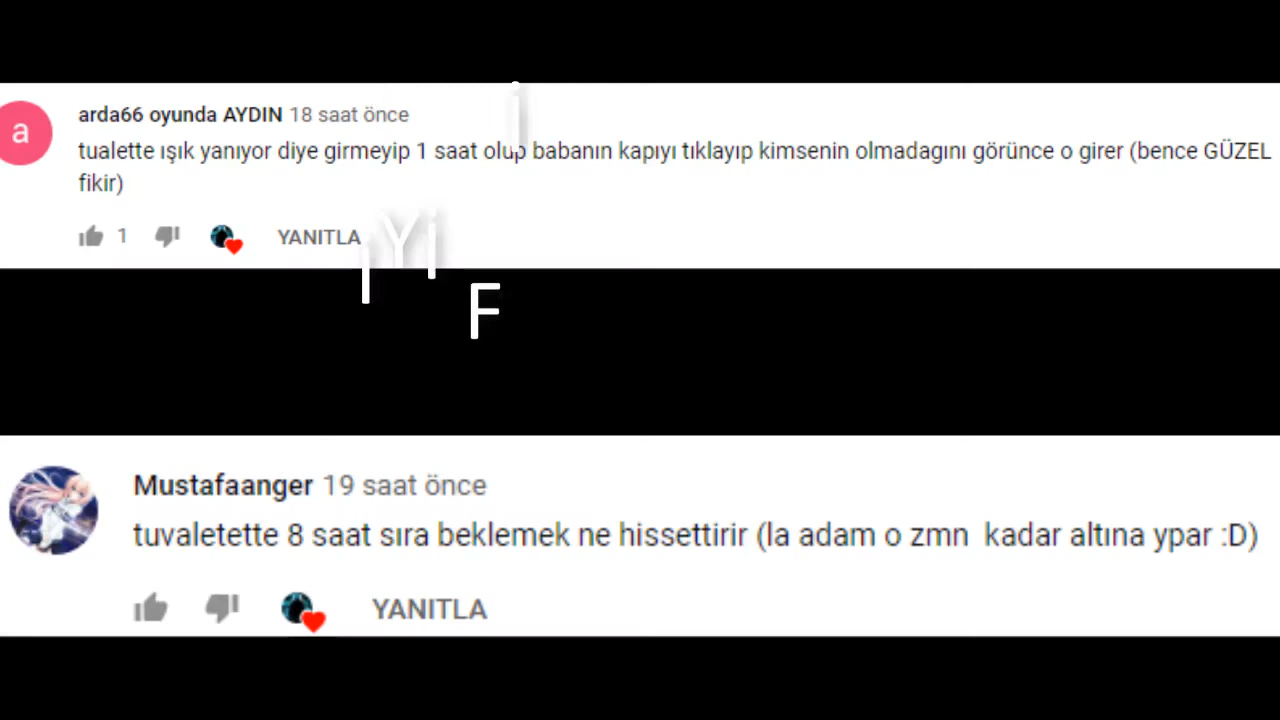 arda66 oyunda AYDIN 18 saat önce
a
tualette ışık yanıyor diye girmeyip 1 saat olup babanın kapıyı tıklayıp kimsenin olmadagını görünce o girer (bence GÜZEL
fikir)
1 YANITLA
i
Yi
F
Mustafaanger 19 saat önce
tuvaletette 8 saat sıra beklemek ne hissettirir (la adam o zmn kadar altına ypar :D)
YANITLA